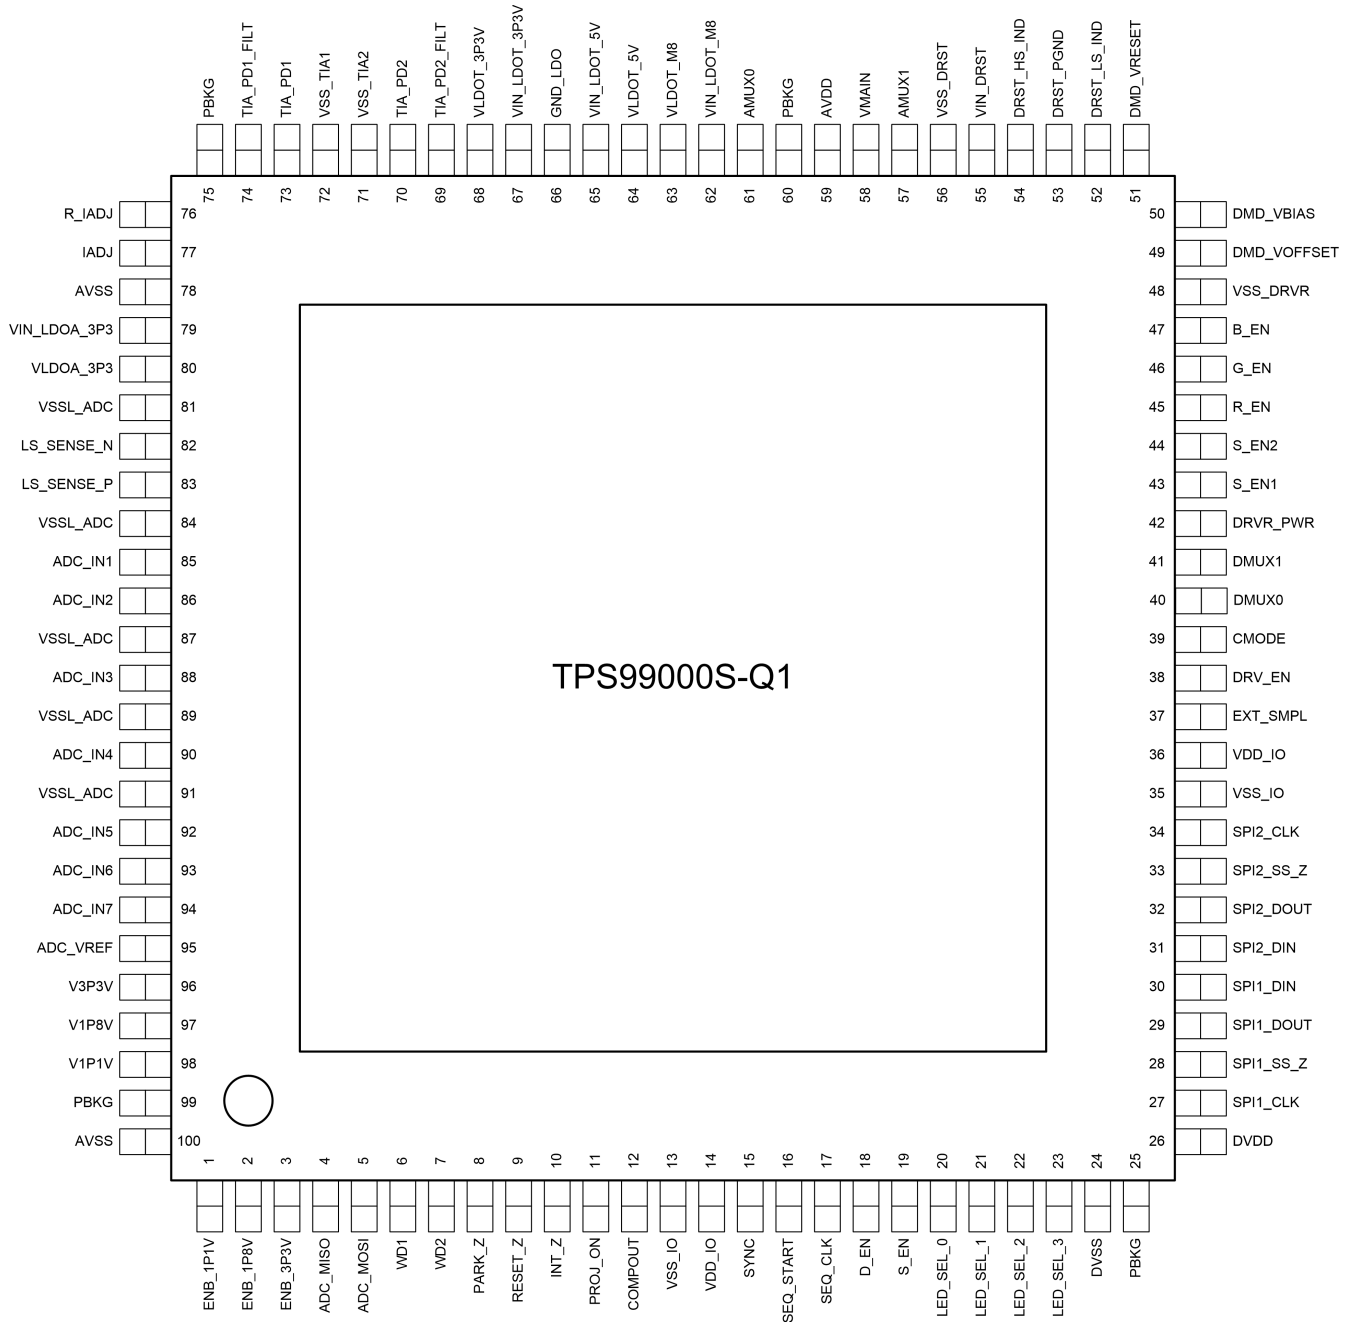 PBKG
TIA_PD1_FILT
TIA_PD1
VSS_TIA1
VSS_TIA2
TIA_PD2
TIA_PD2_FILT
VLDOT_3P3V
VIN_LDOT_3P3V
GND_LDO
VIN_LDOT_5V
VLDOT_5V
VLDOT_M8
VIN_LDOT_M8
AMUX0
PBKG
AVDD
VMAIN
AMUX1
VSS_DRST
VIN_DRST
DRST_HS_IND
DRST_PGND
DRST_LS_IND
DMD_VRESET
75
74
73
72
71
70
69
68
67
66
65
64
63
62
61
60
59
58
57
56
55
54
53
52
51
R_IADJ 76
IADJ 77
AVSS 78
VIN_LDOA_3P3 79
VLDOA_3P3 80
VSSL_ADC 81
LS_SENSE_N 82
LS_SENSE_P 83
VSSL_ADC 84
ADC_IN1 85
ADC_IN2 86
VSSL_ADC 87
ADC_IN3 88
VSSL_ADC 89
ADC_IN4 90
VSSL_ADC 91
ADC_IN5 92
ADC_IN6 93
ADC_IN7 94
ADC_VREF 95
V3P3V 96
V1P8V 97
V1P1V 98
PBKG 99
AVSS 100
TPS99000S-Q1
50 DMD_VBIAS
49 DMD_VOFFSET
48 VSS_DRVR
47 B_EN
46 G_EN
45 R_EN
44 S_EN2
43 S_EN1
42 DRVR_PWR
41 DMUX1
40 DMUX0
39 CMODE
38 DRV_EN
37 EXT_SMPL
36 VDD_IO
35 VSS_IO
34 SPI2_CLK
33 SPI2_SS_Z
32 SPI2_DOUT
31 SPI2_DIN
30 SPI1_DIN
29 SPI1_DOUT
28 SPI1_SS_Z
27 SPI1_CLK
26 DVDD
1
2
3
4
5
6
7
8
9
10
11
12
13
14
15
16
17
18
19
20
21
22
23
24
25
ENB_1P1V
ENB_1P8V
ENB_3P3V
ADC_MISO
ADC_MOSI
WD1
WD2
PARK_Z
RESET_Z
INT_Z
PROJ_ON
COMPOUT
VSS_IO
VDD_IO
SYNC
SEQ_START
SEQ_CLK
D_EN
S_EN
LED_SEL_0
LED_SEL_1
LED_SEL_2
LED_SEL_3
DVSS
PBKG